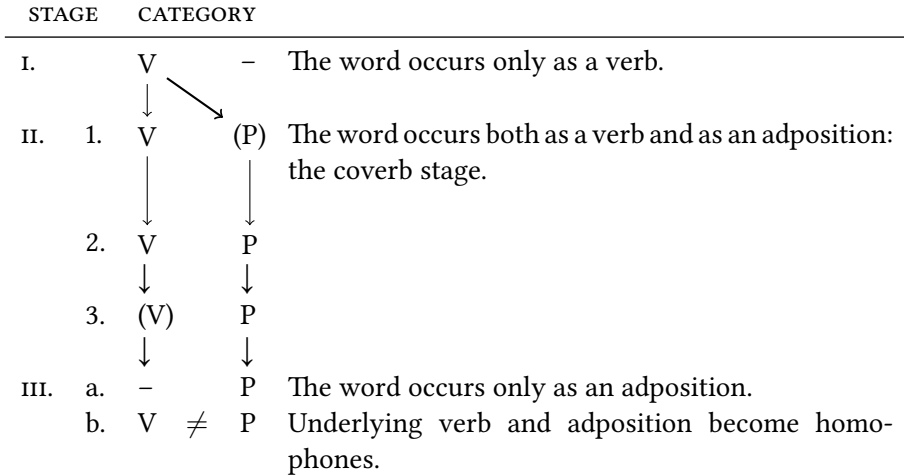 STAGE CATEGORY
I. V – The word occurs only as a verb.
II. 1. V (P) The word occurs both as a verb and as an adposition:
the coverb stage.
2. V P
3. (V) P
III. a. – P The word occurs only as an adposition.
b. V ≠ P Underlying verb and adposition become homo-
phones.